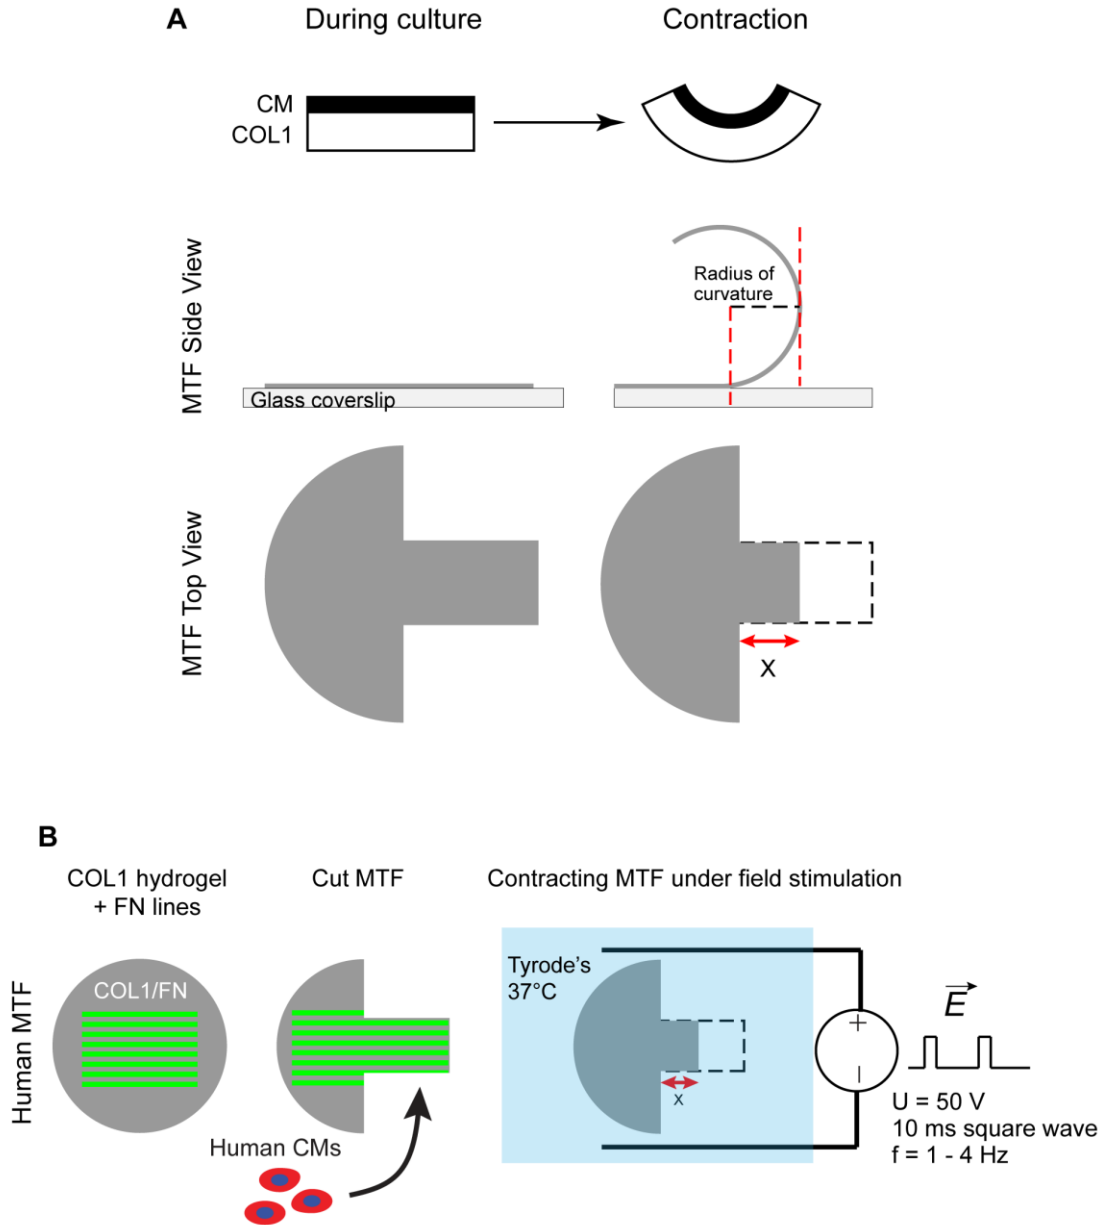 A
During culture
Contraction
CM
COL1
MTF Side View
Radius of
curvature
Glass coverslip
MTF Top View
X
B
COL1 hydrogel
+ FN lines
Cut MTF
Contracting MTF under field stimulation
Human MTF
COL1/FN
Human CMs
Tyrode's
37°C
x
+
−
E
U = 50 V
10 ms square wave
f = 1 - 4 Hz